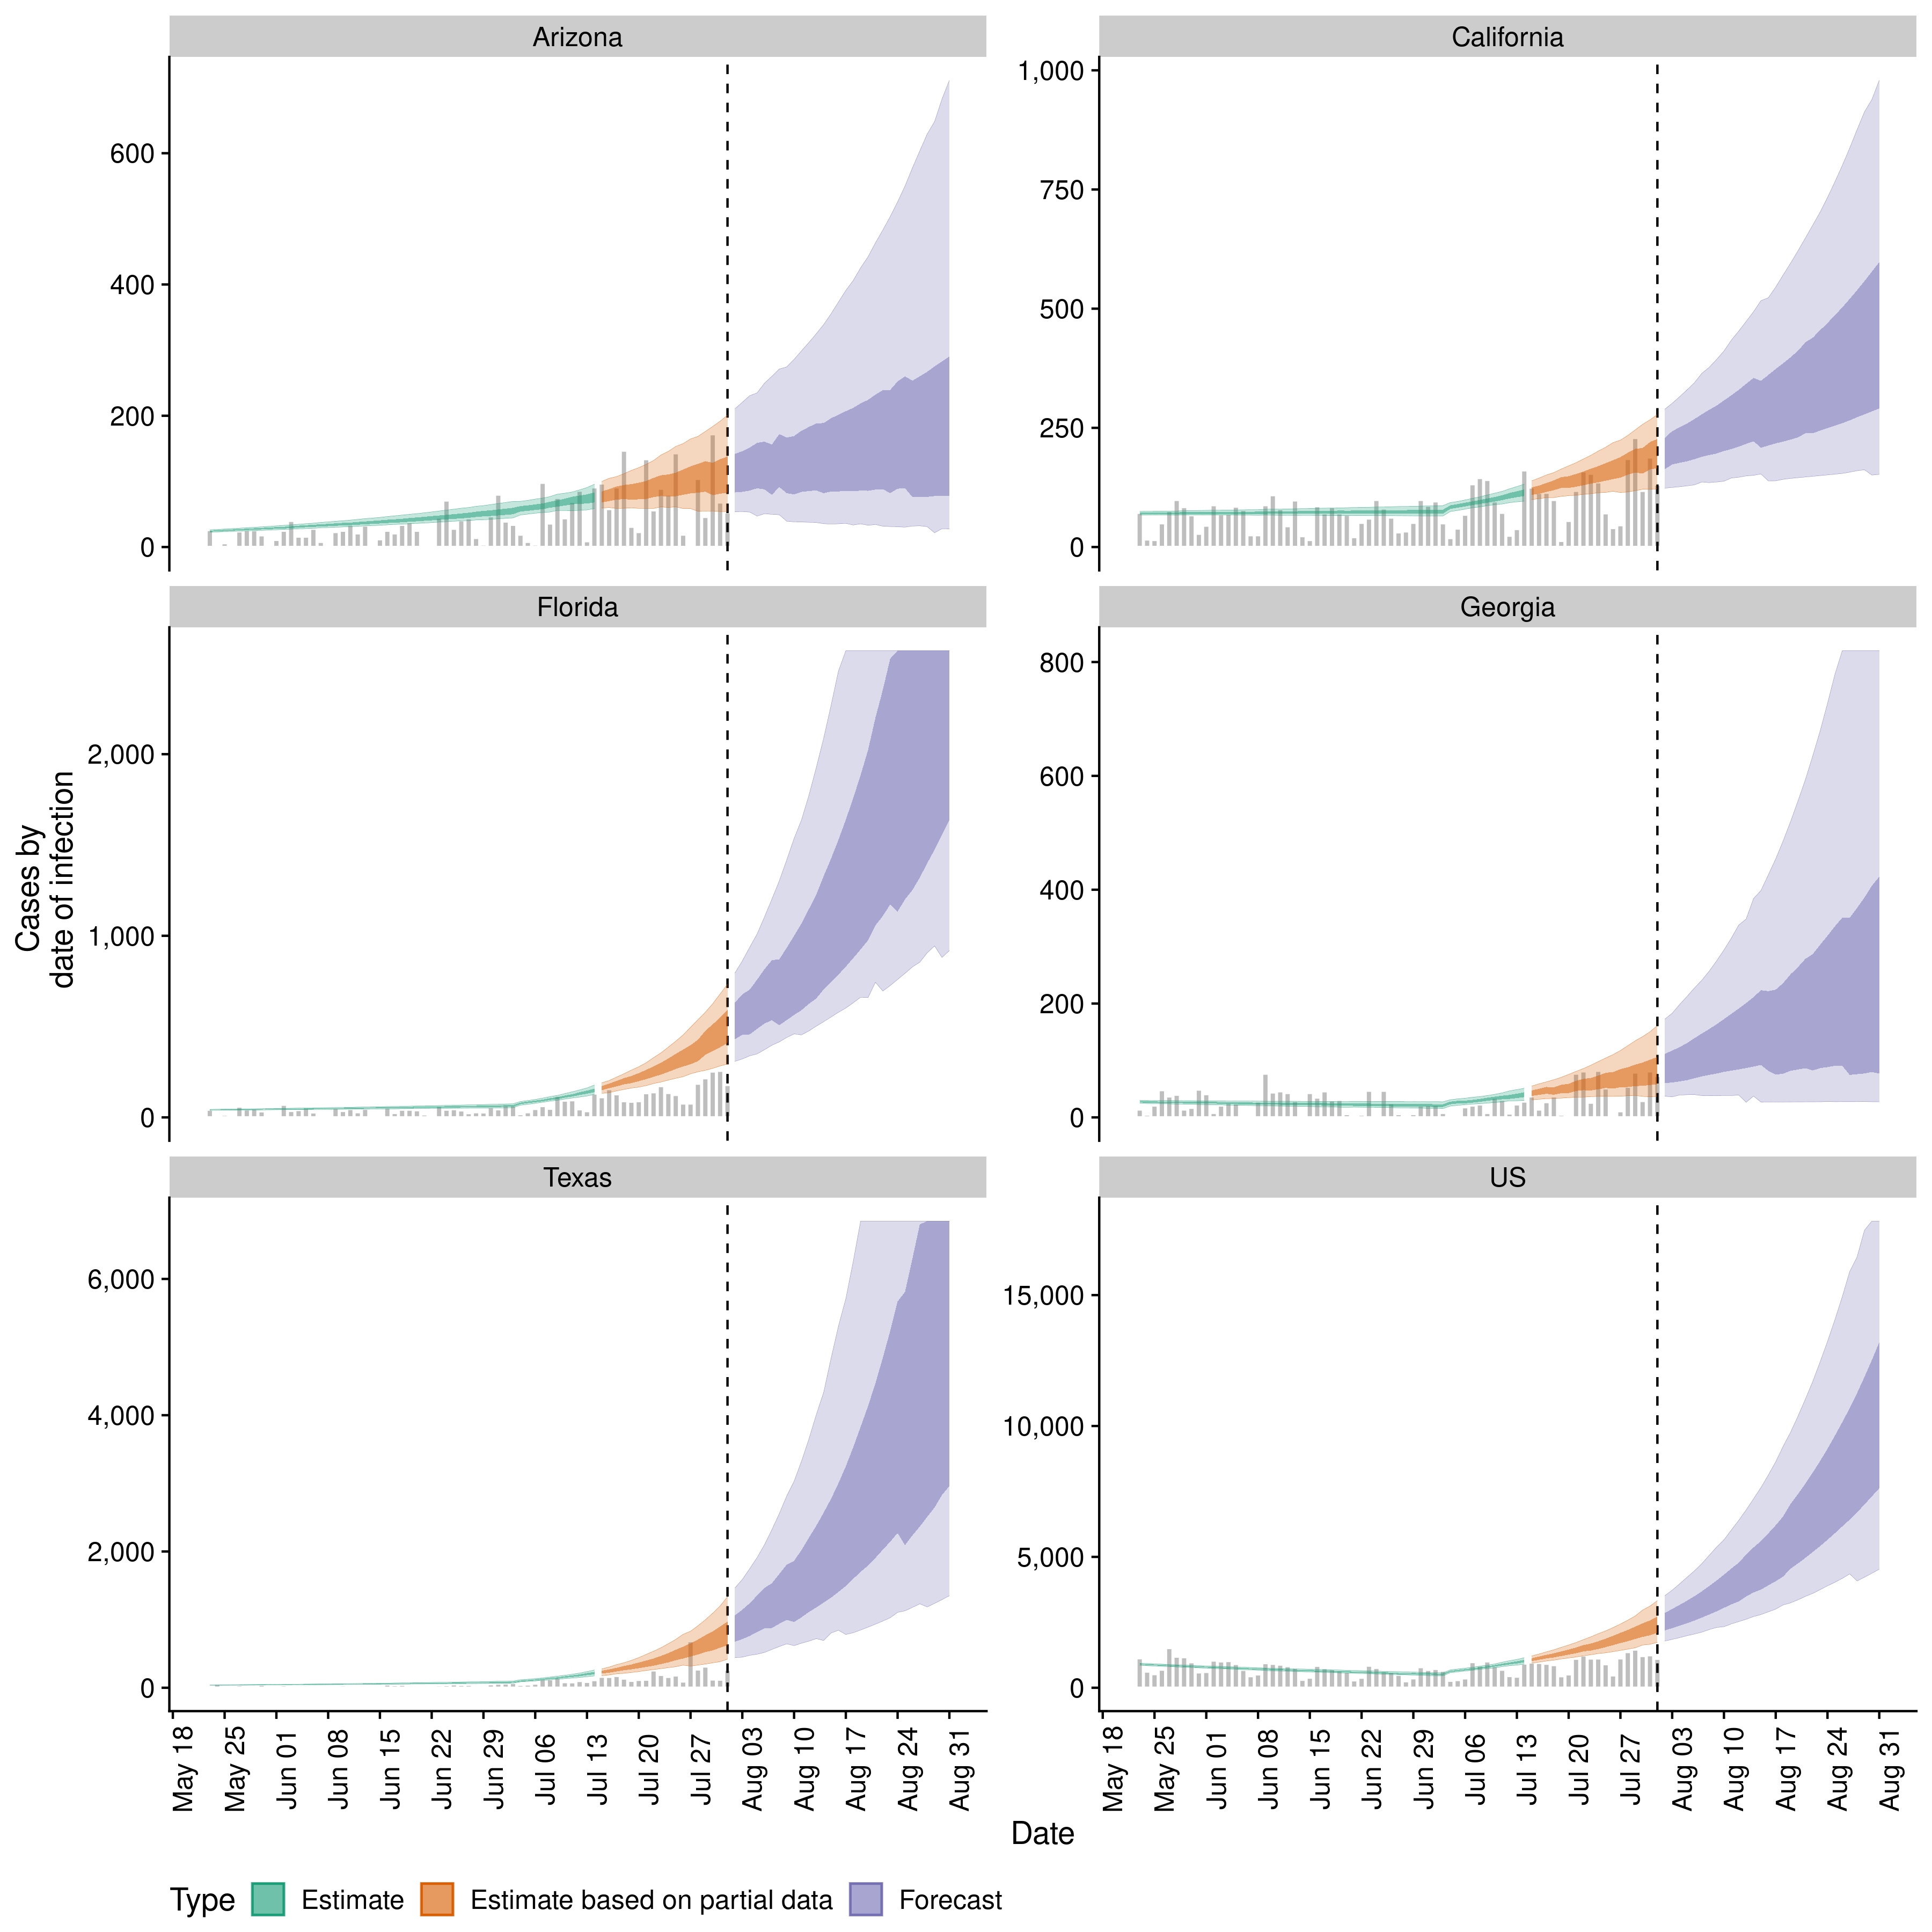 Arizona
California
600
400
200
0
1,000
750
500
250
0
Florida
Georgia
2,000
1,000
0
800
600
400
200
0
Cases by
date of infection
Texas
US
6,000
4,000
2,000
0
15,000
10,000
5,000
0
May 18
May 25
Jun 01
Jun 08
Jun 15
Jun 22
Jun 29
Jul 06
Jul 13
Jul 20
Jul 27
Aug 03
Aug 10
Aug 17
Aug 24
Aug 31
May 18
May 25
Jun 01
Jun 08
Jun 15
Jun 22
Jun 29
Jul 06
Jul 13
Jul 20
Jul 27
Aug 03
Aug 10
Aug 17
Aug 24
Aug 31
Date
Type Estimate Estimate based on partial data Forecast